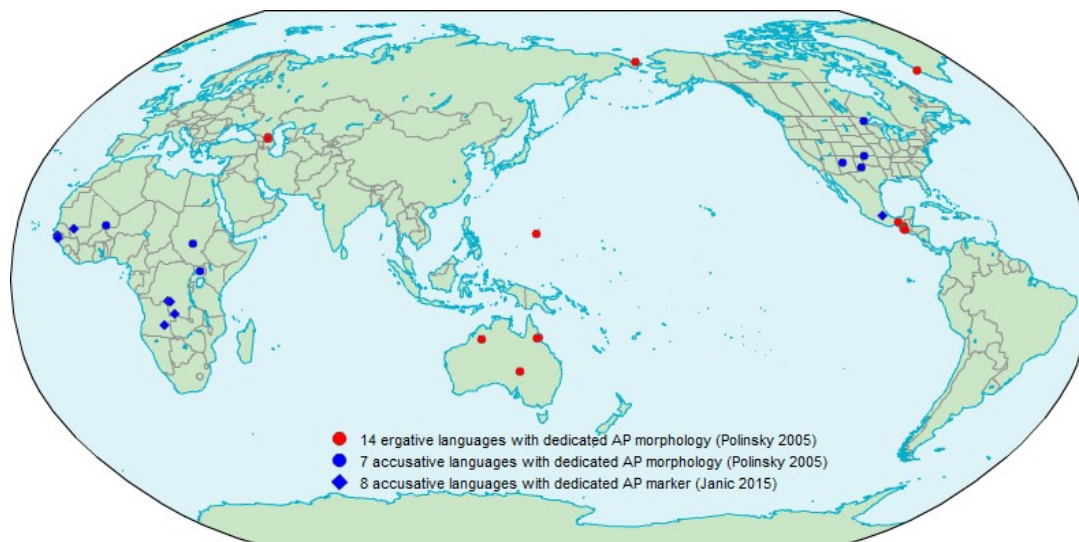 14 ergative languages with dedicated AP morphology (Polinsky 2005)
7 accusative languages with dedicated AP morphology (Polinsky 2005)
8 accusative languages with dedicated AP marker (Janic 2015)